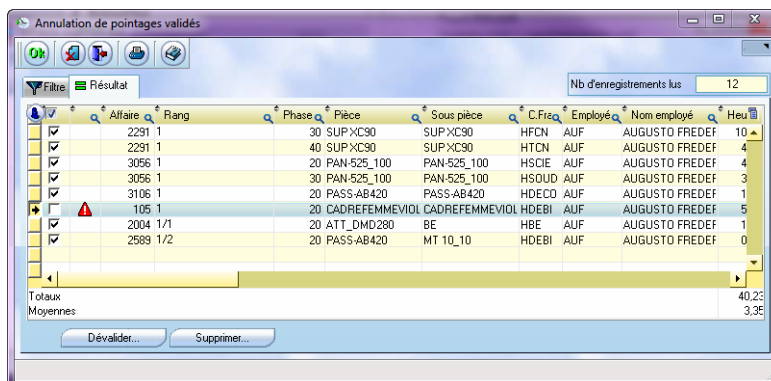 Annulation de pointages validés
Ok
Filtre Résultat Nb d'enregistrements lus 12
Affaire Rang Phase Pièce Sous pièce C.Fra Employé Nom employé Heu
2291 1 30 SUP XC90 SUP XC90 HFCN AUF AUGUSTO FREDEF 10
2291 1 40 SUP XC90 SUP XC90 HTCN AUF AUGUSTO FREDEF 4
3056 1 20 PAN-525_100 PAN-525_100 HSCIE AUF AUGUSTO FREDEF 4
3056 1 30 PAN-525_100 PAN-525_100 HSOUD AUF AUGUSTO FREDEF 3
3106 1 20 PASS-AB420 PASS-AB420 HDECO AUF AUGUSTO FREDEF 1
105 1 20 CADREFEMMEVIOL CADREFEMMEVIOL HDEBI AUF AUGUSTO FREDEF 5
2004 1/1 20 ATT_DMD280 BE HBE AUF AUGUSTO FREDEF 1
2589 1/2 20 PASS-AB420 MT 10_10 HDEBI AUF AUGUSTO FREDEF 0
Totaux 40,23
Moyennes 3,35
Dévalider... Supprimer...